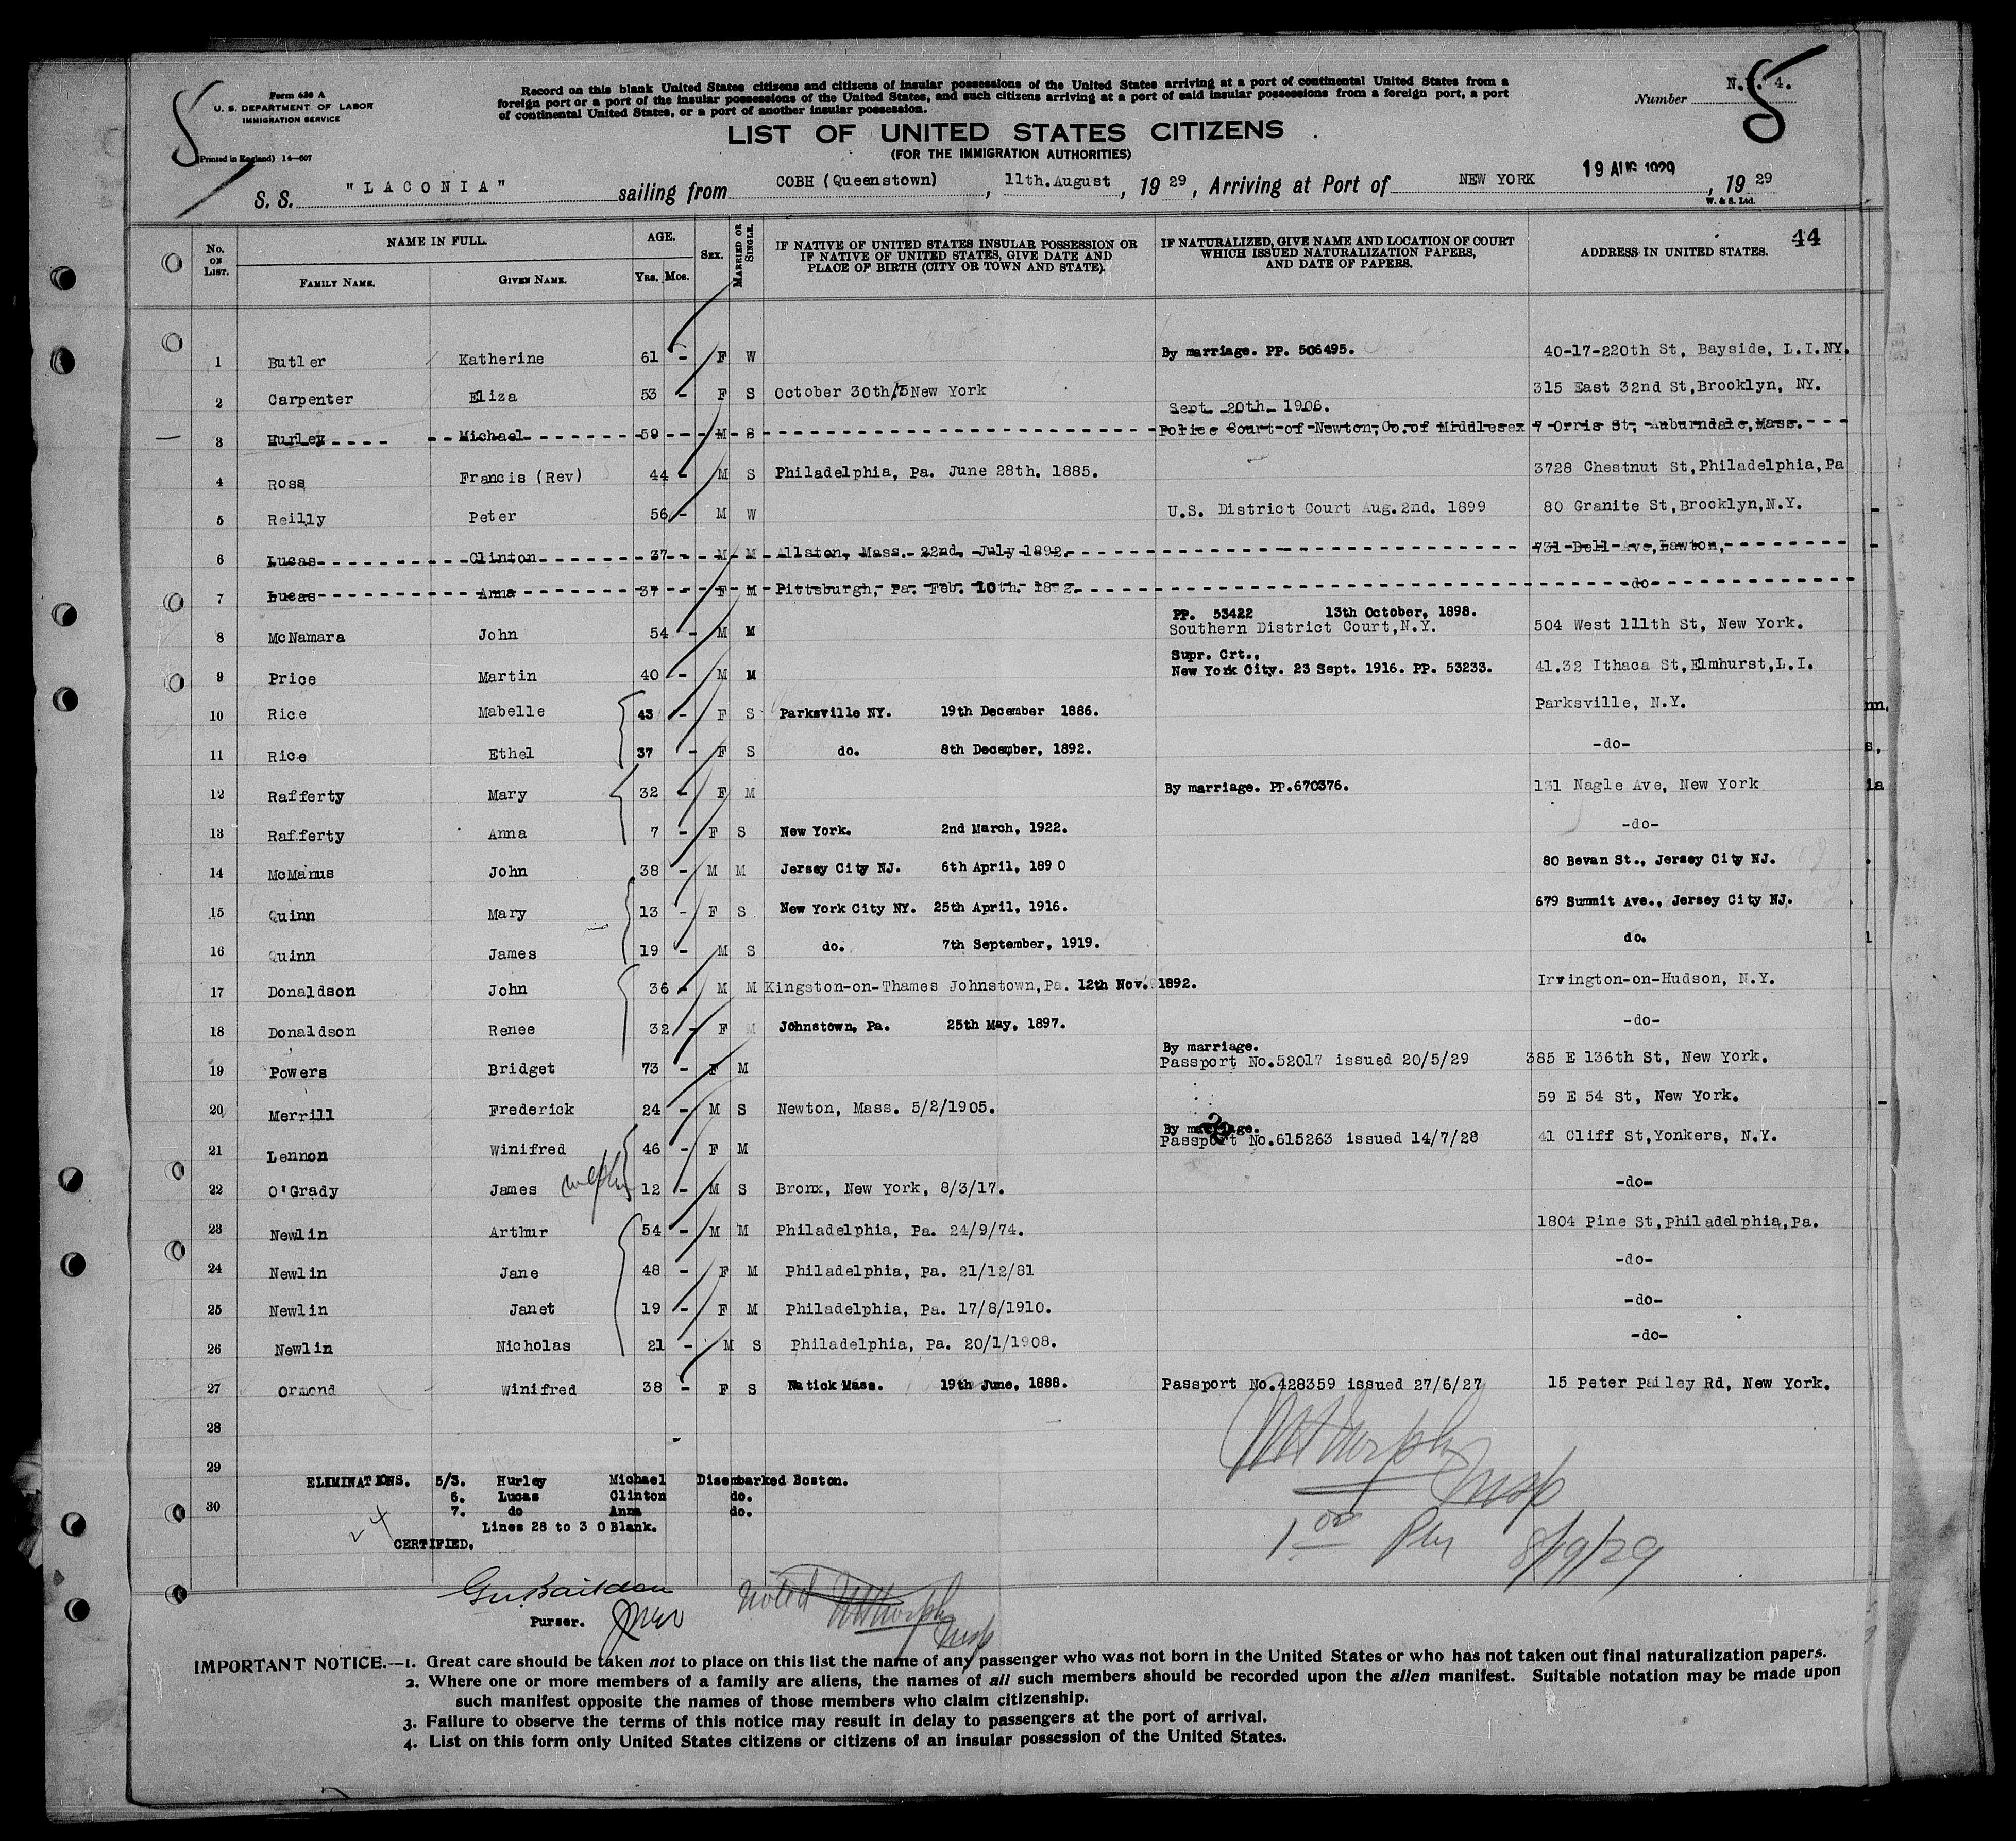 Form 630 A
U. S. DEPARTMENT OF LABOR
IMMIGRATION SERVICE
(Printed in England) 14—607
Record on this blank United States citizens and citizens of insular possessions of the United States arriving at a port of continental United States from a
foreign port or a port of the insular possessions of the United States, and such citizens arriving at a port of said insular possessions from a foreign port, a port
of continental United States, or a port of another insular possession.
Number N.Y. 4.
5
5
LIST OF UNITED STATES CITIZENS
(FOR THE IMMIGRATION AUTHORITIES)
S. S. "LACONIA" sailing from COBH (Queenstown), 11th. August, 1929, Arriving at Port of NEW YORK 19 AUG 1929, 1929
W. & S. Ltd.
No. ON LIST. NAME IN FULL. AGE. SEX. MARRIED OR SINGLE. IF NATIVE OF UNITED STATES INSULAR POSSESSION OR IF NATIVE OF UNITED STATES, GIVE DATE AND PLACE OF BIRTH (CITY OR TOWN AND STATE). IF NATURALIZED, GIVE NAME AND LOCATION OF COURT WHICH ISSUED NATURALIZATION PAPERS, AND DATE OF PAPERS. ADDRESS IN UNITED STATES. 44
FAMILY NAME. GIVEN NAME. YRS. MOS.
1 Butler Katherine 61 - F W By marriage. PP. 506495. 40-17-220th St, Bayside, L.I.NY.
2 Carpenter Eliza 53 - F S October 30th, New York 315 East 32nd St,Brooklyn, NY.
Sept. 20th. 1906.
3 Hurley Michael 59 - M S Police Court of Newton, Co. of Middlesex 7 Orris St, Auburndale, Mass.
4 Ross Francis (Rev) 44 - M S Philadelphia, Pa. June 28th. 1885. 3728 Chestnut St,Philadelphia,Pa
5 Reilly Peter 56 - M W U.S. District Court Aug. 2nd. 1899 80 Granite St,Brooklyn,N.Y.
6 Lucas Clinton 37 - M M Allston, Mass. 22nd. July 1892. 731 Dell Ave,Lawton,
7 Lucas Anna 37 - F M Pittsburgh, Pa. Feb. 10th. -do-
PP. 53422 13th October, 1898.
8 McNamara John 54 - M M Southern District Court,N.Y. 504 West 111th St, New York.
Supr. Crt.,
9 Price Martin 40 - M M New York City. 23 Sept. 1916. PP. 53233. 41.32 Ithaca St,Elmhurst,L.I.
10 Rice Mabelle 43 - F S Parksville NY. 19th December 1886. Parksville, N.Y.
11 Rice Ethel 37 - F S do. 8th December, 1892. -do-
12 Rafferty Mary 32 - F M By marriage. PP.670376. 131 Nagle Ave, New York
13 Rafferty Anna 7 - F S New York. 2nd March, 1922. -do-
14 McManus John 38 - M M Jersey City NJ. 6th April, 1890 80 Bevan St., Jersey City NJ.
15 Quinn Mary 13 - F S New York City NY. 25th April, 1916. 679 Summit Ave., Jersey City NJ.
16 Quinn James 19 - M S do. 7th September, 1919. do.
17 Donaldson John 36 - M M Kingston-on-Thames Johnstown,Pa. 12th Nov. 1892. Irvington-on-Hudson, N.Y.
18 Donaldson Renee 32 - F M Johnstown, Pa. 25th May, 1897. -do-
By marriage.
19 Powers Bridget 73 - F M Passport No.52017 issued 20/5/29 385 E 136th St, New York.
20 Merrill Frederick 24 - M S Newton, Mass. 5/2/1905. 59 E 54 St, New York.
By marriage.
21 Lennon Winifred 46 - F M Passport No.615263 issued 14/7/28 41 Cliff St,Yonkers, N.Y.
22 O'Grady James 12 - M S Bronx, New York, 8/3/17. -do-
23 Newlin Arthur 54 - M M Philadelphia, Pa. 24/9/74. 1804 Pine St,Philadelphia,Pa.
24 Newlin Jane 48 - F M Philadelphia, Pa. 21/12/81 -do-
25 Newlin Janet 19 - F M Philadelphia, Pa. 17/8/1910. -do-
26 Newlin Nicholas 21 - M S Philadelphia, Pa. 20/1/1908. -do-
27 Ormond Winifred 38 - F S Natick Mass. 19th June, 1888. Passport No.428359 issued 27/6/27 15 Peter Pailey Rd, New York.
28
29
30
ELIMINATIONS. 5/3. Hurley Michael Disembarked Boston.
6. Lucas Clinton do.
7. do Anna do.
Lines 28 to 30 Blank.
24
CERTIFIED.
Insp
8/19/29
Purser.
Noted
Insp
IMPORTANT NOTICE.—1. Great care should be taken not to place on this list the name of any passenger who was not born in the United States or who has not taken out final naturalization papers.
2. Where one or more members of a family are aliens, the names of all such members should be recorded upon the alien manifest. Suitable notation may be made upon
such manifest opposite the names of those members who claim citizenship.
3. Failure to observe the terms of this notice may result in delay to passengers at the port of arrival.
4. List on this form only United States citizens or citizens of an insular possession of the United States.